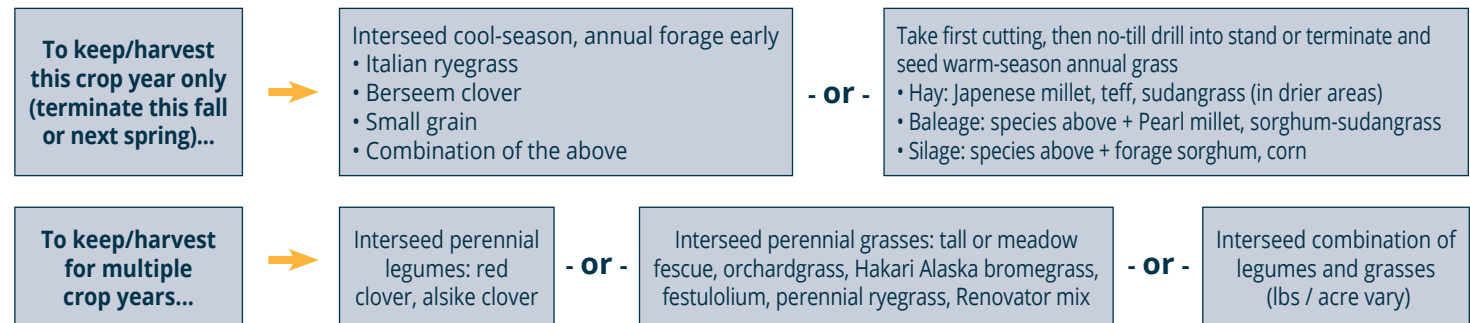 To keep/harvest
this crop year only
(terminate this fall
or next spring)...
Interseed cool-season, annual forage early
• Italian ryegrass
• Berseem clover
• Small grain
• Combination of the above
- or -
Take first cutting, then no-till drill into stand or terminate and
seed warm-season annual grass
• Hay: Japenese millet, teff, sudangrass (in drier areas)
• Baleage: species above + Pearl millet, sorghum-sudangrass
• Silage: species above + forage sorghum, corn
To keep/harvest
for multiple
crop years...
Interseed perennial
legumes: red
clover, alsike clover
- or -
Interseed perennial grasses: tall or meadow
fescue, orchardgrass, Hakari Alaska bromegrass,
festulolium, perennial ryegrass, Renovator mix
- or -
Interseed combination of
legumes and grasses
(lbs / acre vary)